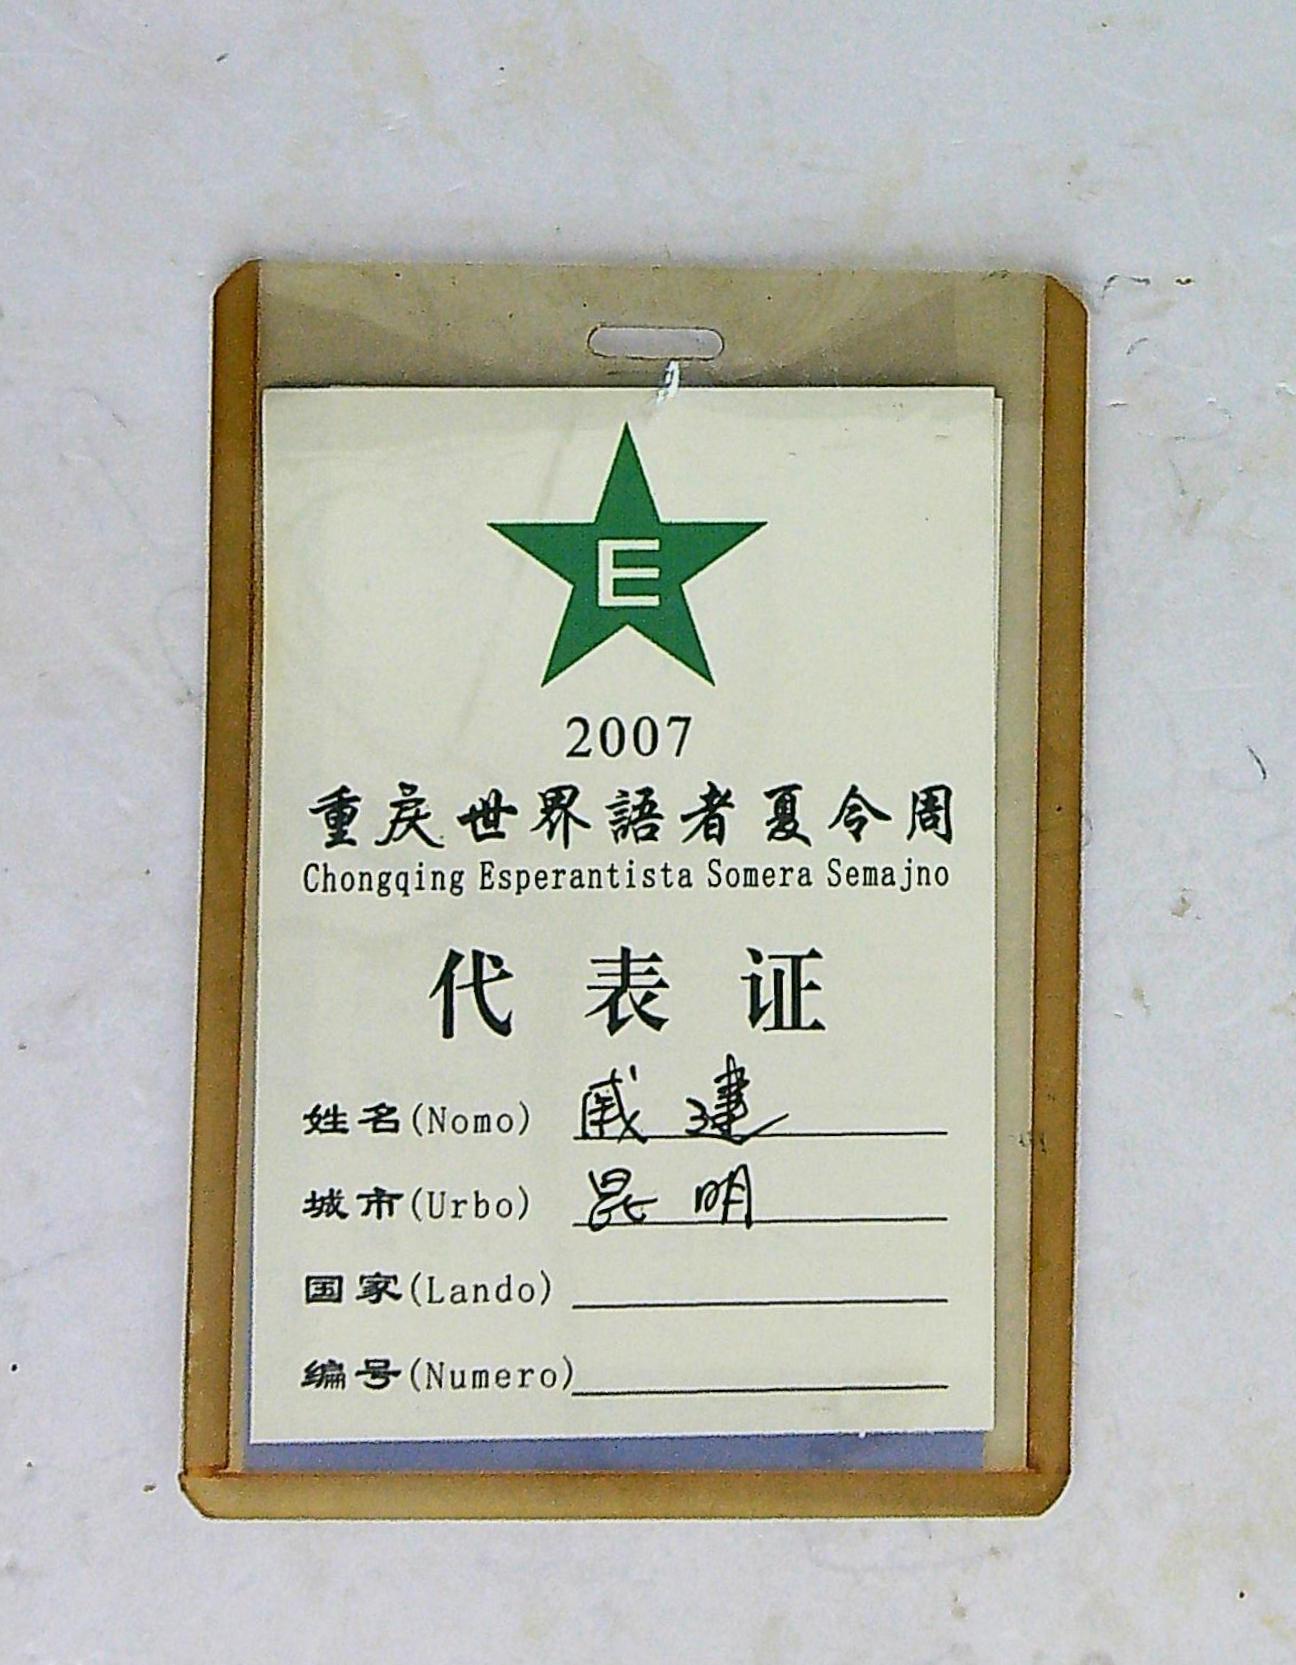 E
2007
重庆世界語者夏令周
Chongqing Esperantista Somera Semajno
代表证
姓名(Nomo) 建
城市(Urbo) 昆明
国家(Lando)
编号(Numero)